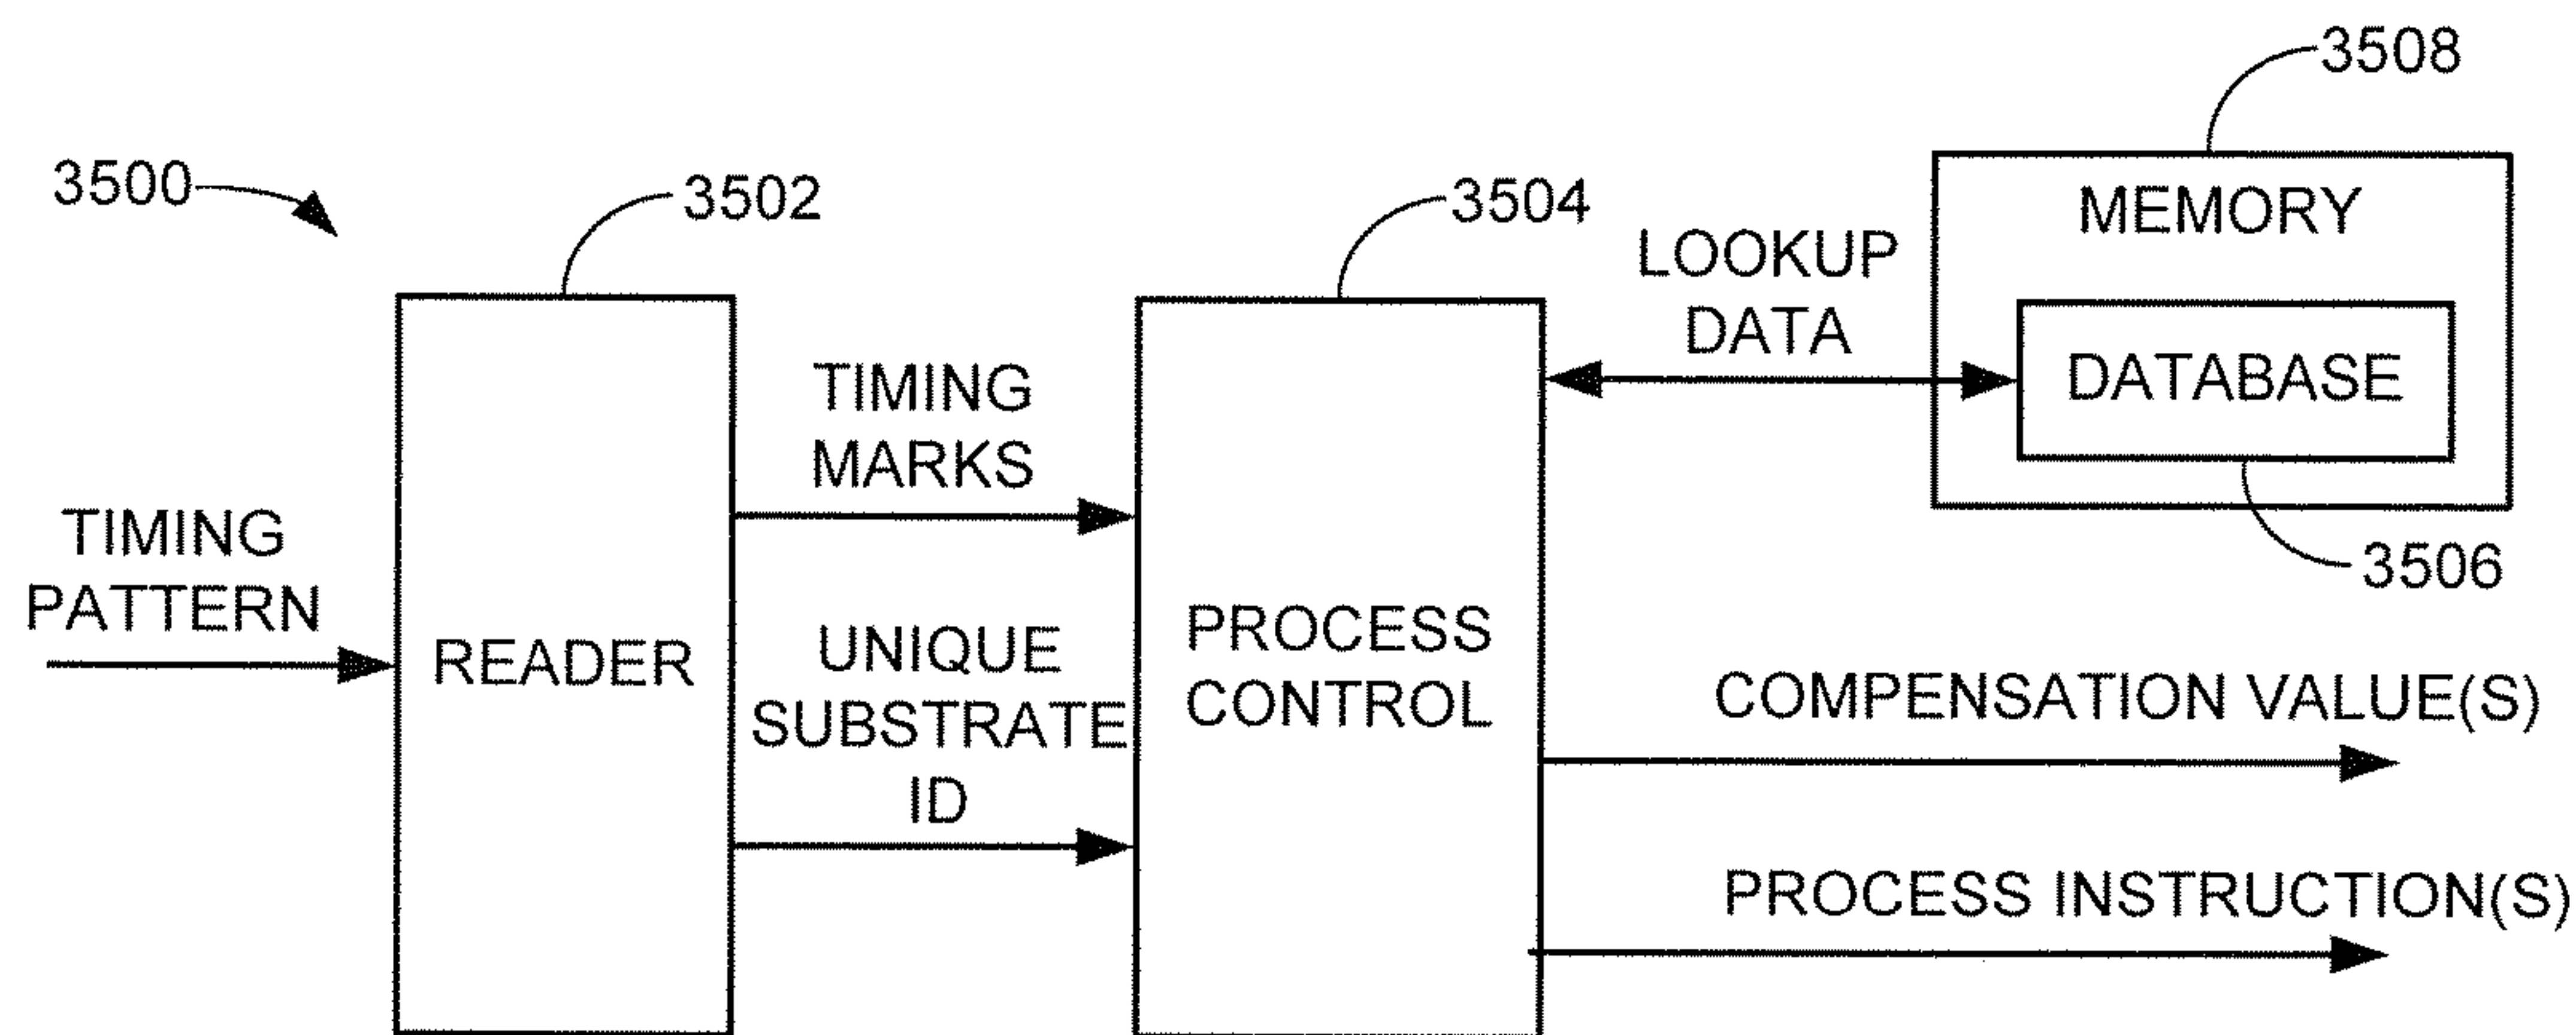 3508
3500
3502
3504
MEMORY
LOOKUP
DATA
DATABASE
3506
TIMING
MARKS
TIMING
PATTERN
READER
UNIQUE
SUBSTRATE
ID
PROCESS
CONTROL
COMPENSATION VALUE(S)
PROCESS INSTRUCTION(S)